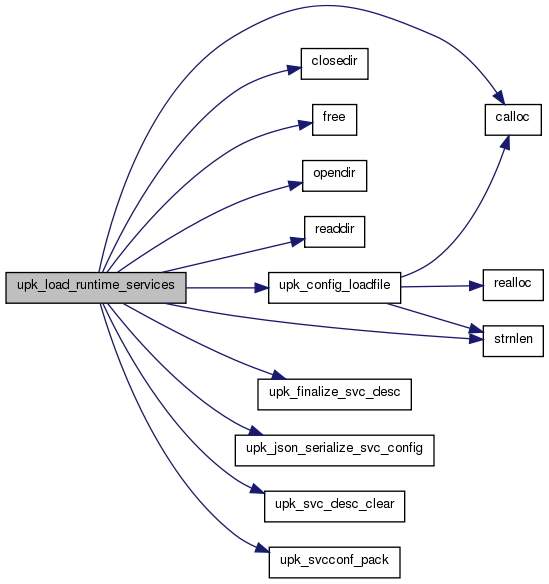 closedir
calloc
free
opendir
readdir
upk_load_runtime_services
upk_config_loadfile
realloc
strnlen
upk_finalize_svc_desc
upk_json_serialize_svc_config
upk_svc_desc_clear
upk_svcconf_pack